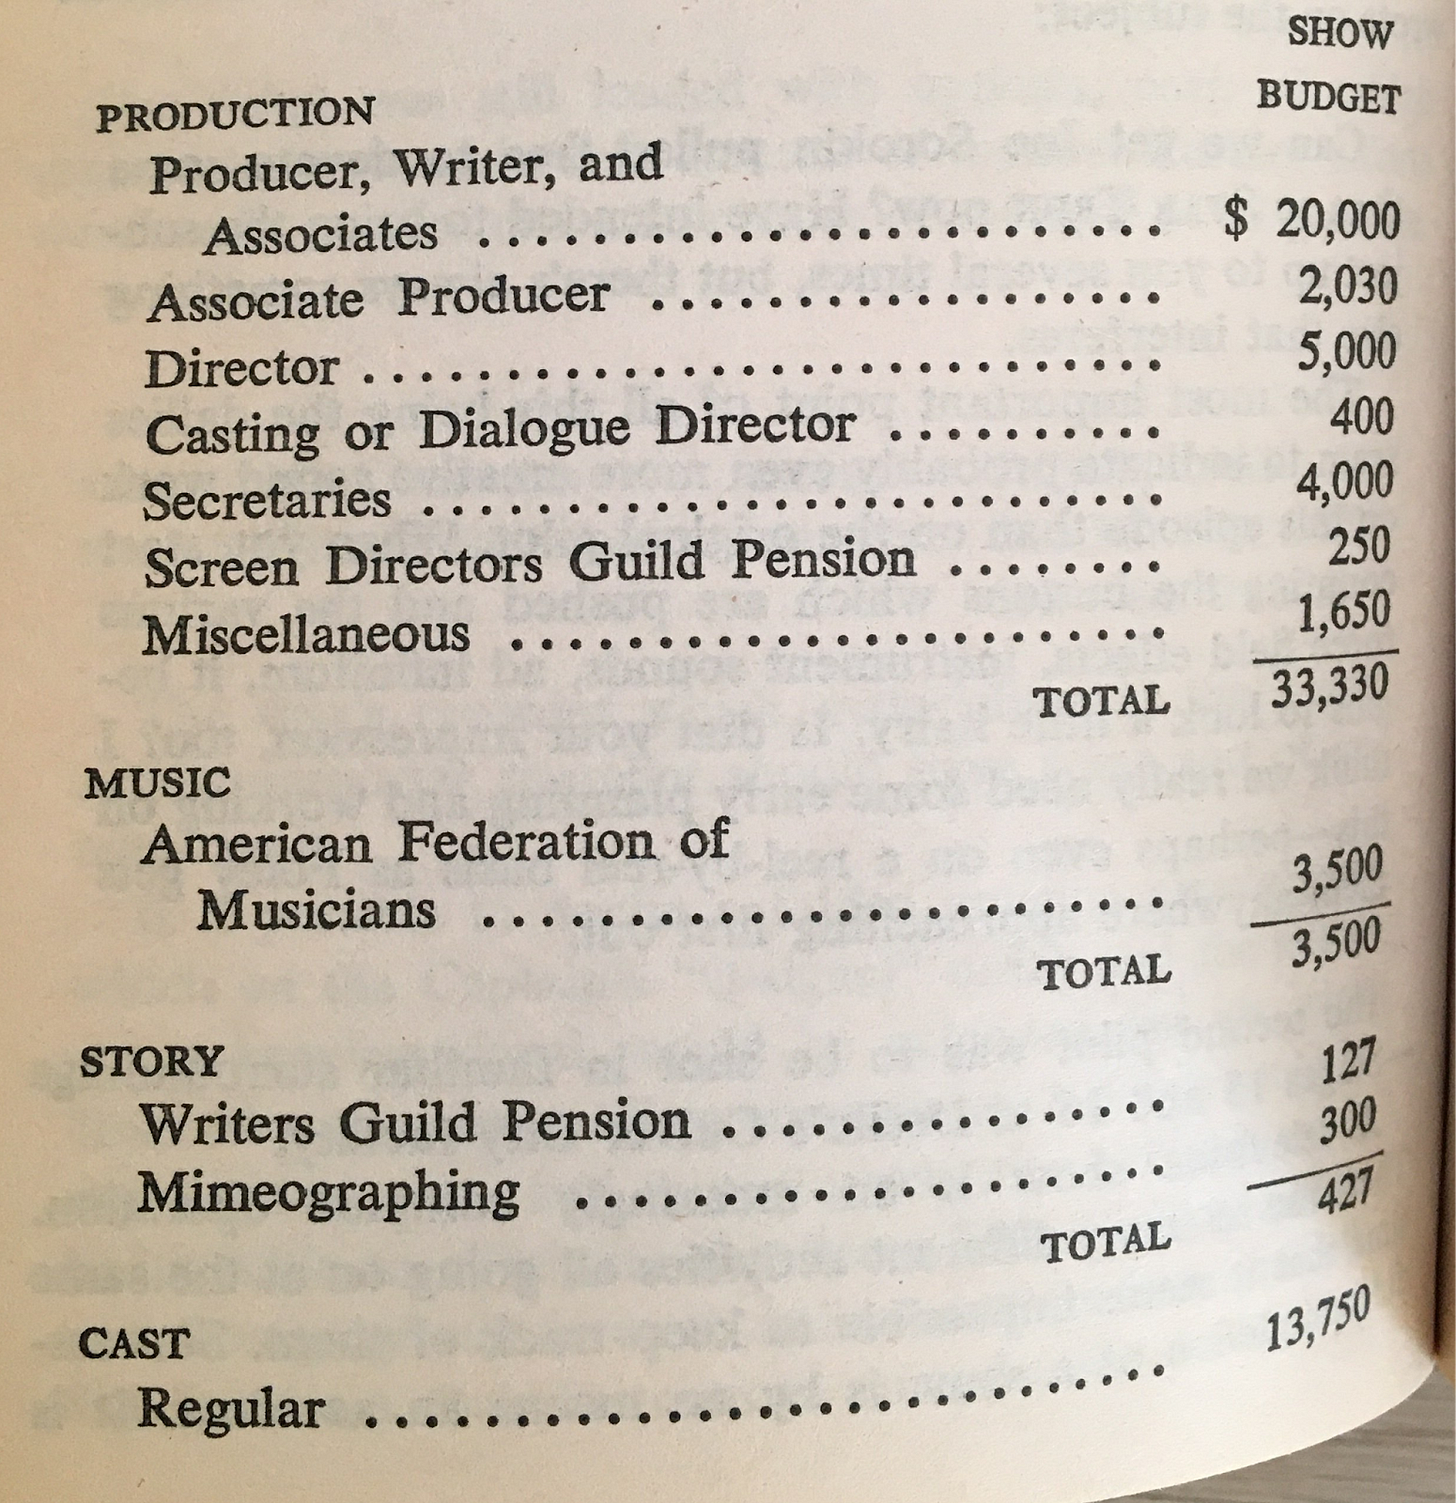 SHOW
BUDGET
PRODUCTION
Producer, Writer, and
Associates ........................ $ 20,000
Associate Producer .................. 2,030
Director ............................ 5,000
Casting or Dialogue Director .......... 400
Secretaries .......................... 4,000
Screen Directors Guild Pension ........ 250
Miscellaneous ....................... 1,650
TOTAL 33,330
MUSIC
American Federation of
Musicians ........................ 3,500
TOTAL 3,500
STORY
Writers Guild Pension ............... 127
Mimeographing .................... 300
TOTAL 427
CAST
Regular ........................... 13,750